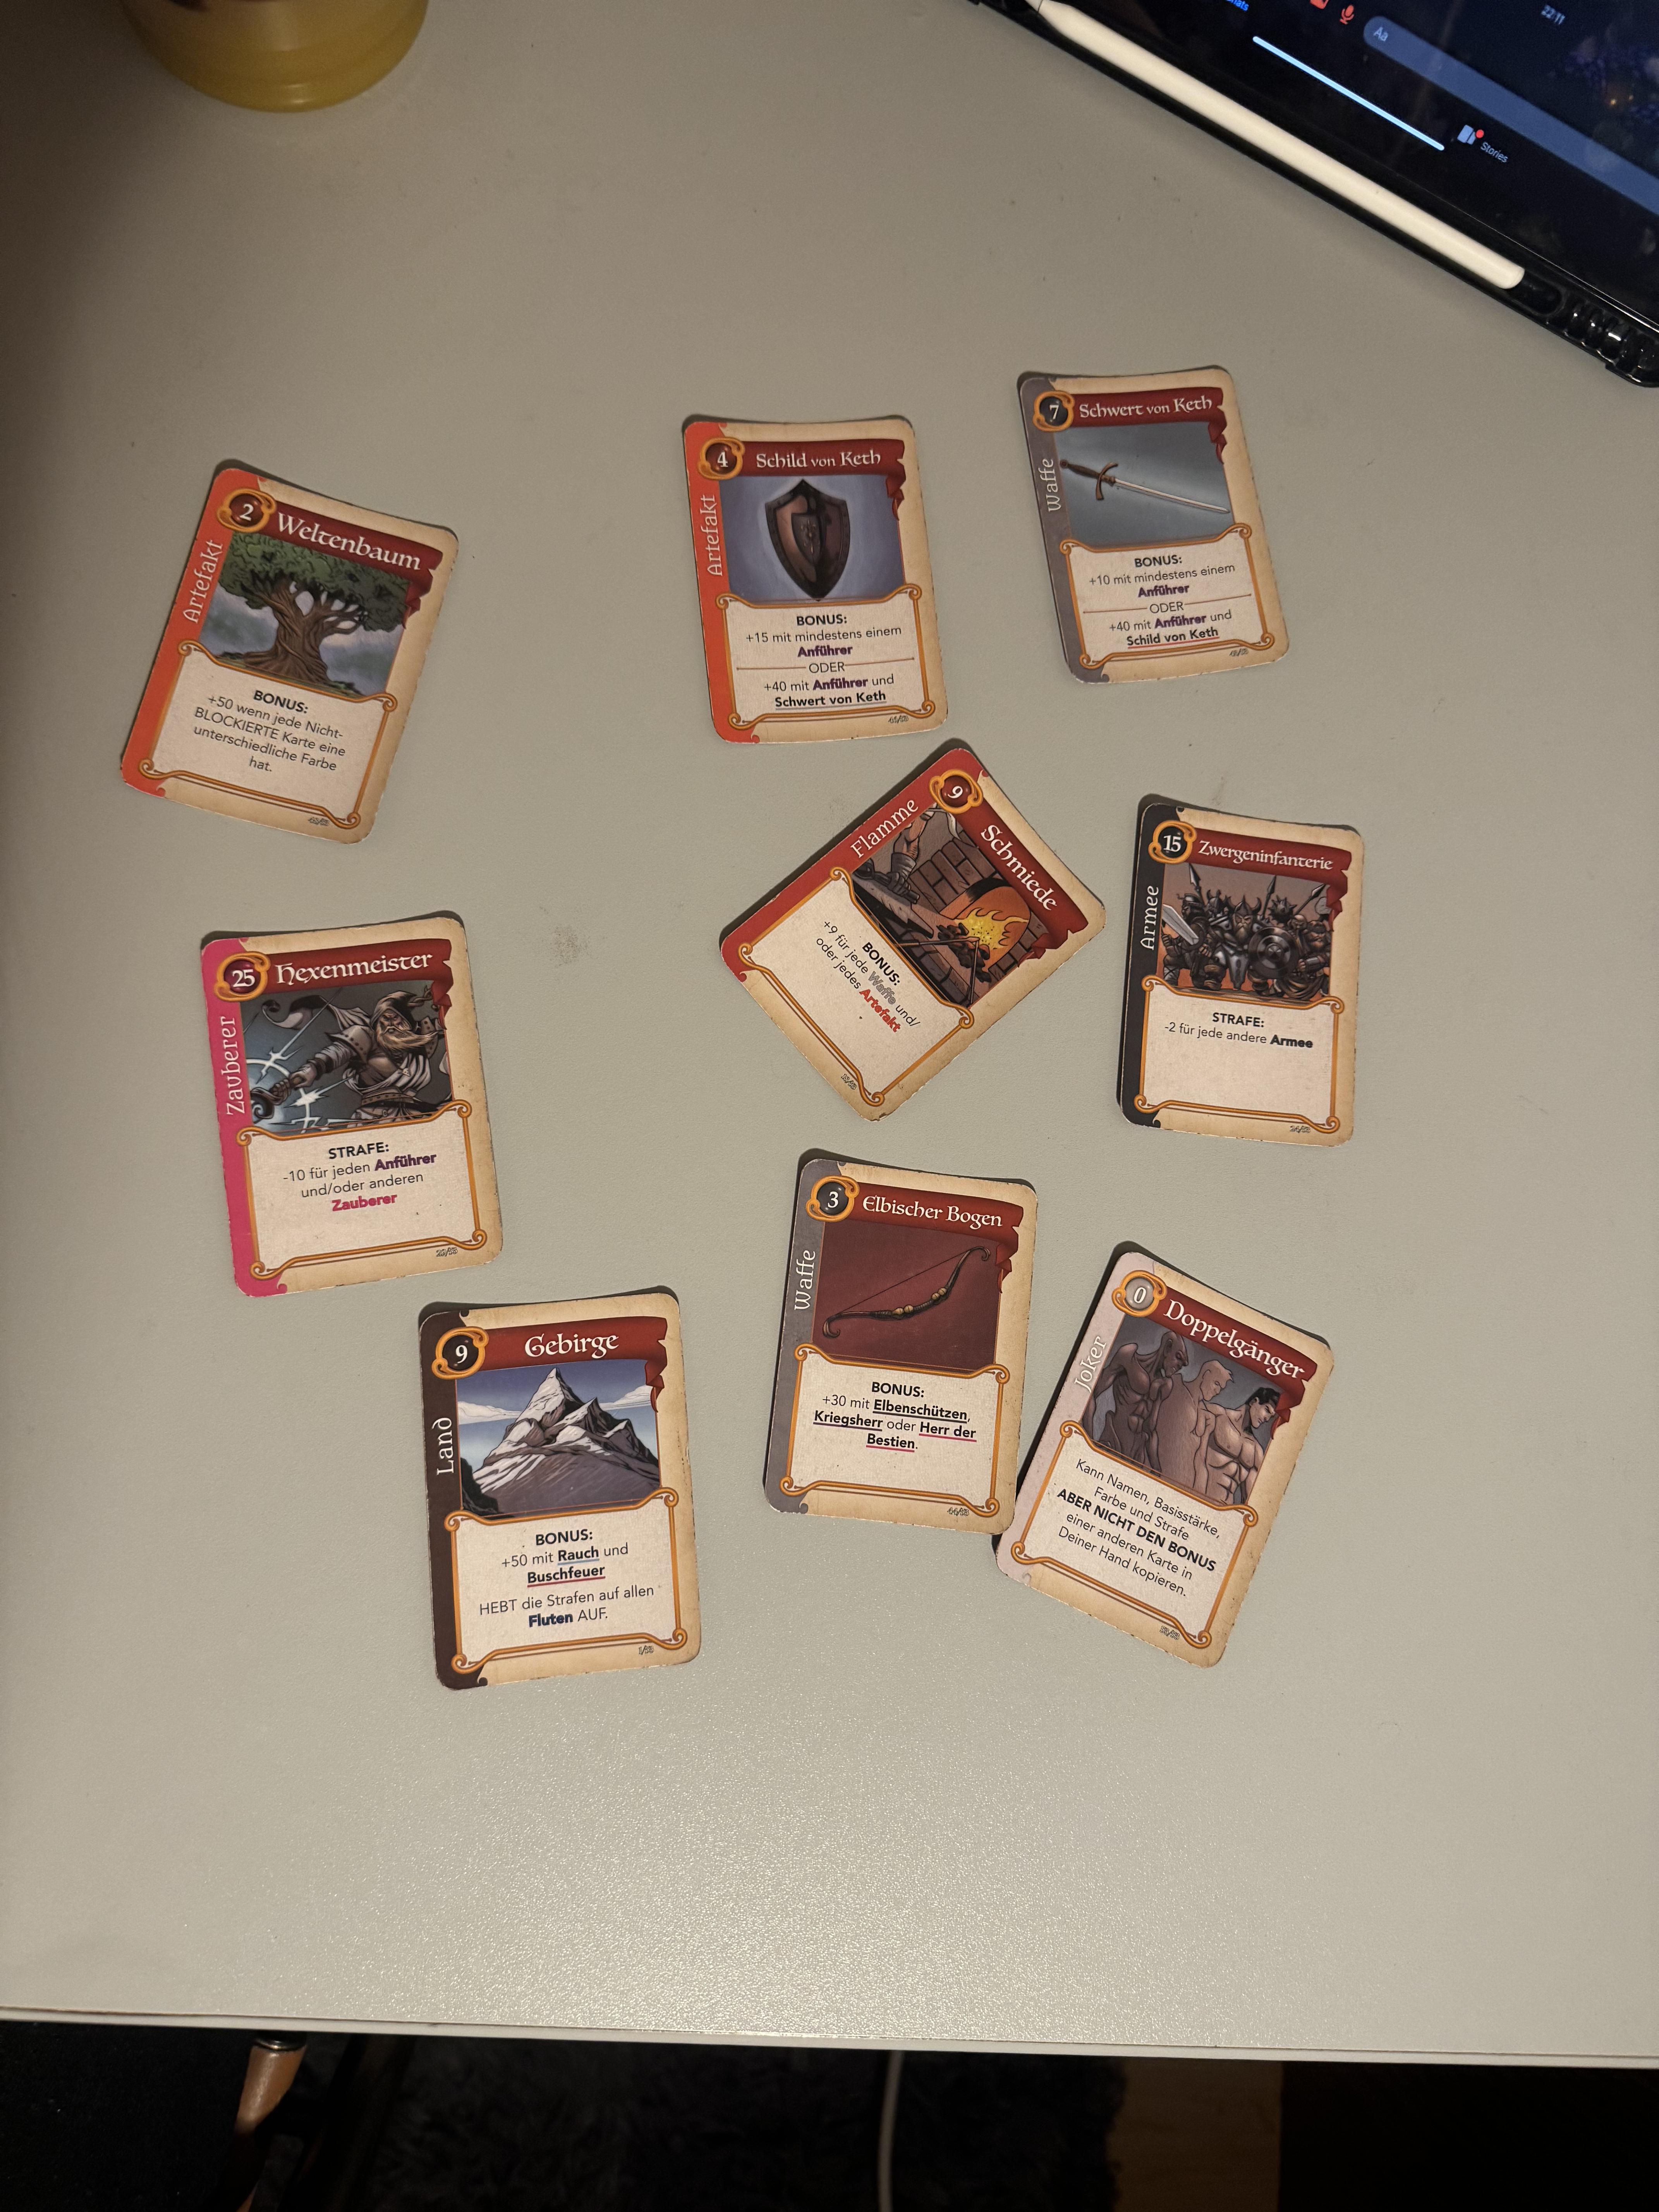 22 11
Aa
Stories
7
Schwert von Keth
Waffe
BONUS:
+10 mit mindestens einem
Anführer
ODER
+40 mit Anführer und
Schild von Keth
4
Schild von Keth
Artefakt
BONUS:
+15 mit mindestens einem
Anführer
ODER
+40 mit Anführer und
Schwert von Keth
2
Weltenbaum
Artefakt
BONUS:
+50 wenn jede Nicht-
BLOCKIERTE Karte eine
unterschiedliche Farbe
hat.
9
Schmiede
Flamme
BONUS:
+9 für jede Waffe und/
oder jedes Artefakt
15
Zwergeninfanterie
Armee
STRAFE:
-2 für jede andere Armee
25
Hexenmeister
Zauberer
STRAFE:
-10 für jeden Anführer
und/oder anderen
Zauberer
3
Elbischer Bogen
Waffe
BONUS:
+30 mit Elbenschützen,
Kriegsherr oder Herr der
Bestien.
0
Doppelgänger
Joker
Kann Namen, Basisstärke,
Farbe und Strafe
ABER NICHT DEN BONUS
einer anderen Karte in
Deiner Hand kopieren.
9
Gebirge
Land
BONUS:
+50 mit Rauch und
Buschfeuer
HEBT die Strafen auf allen
Fluten AUF.
1/53